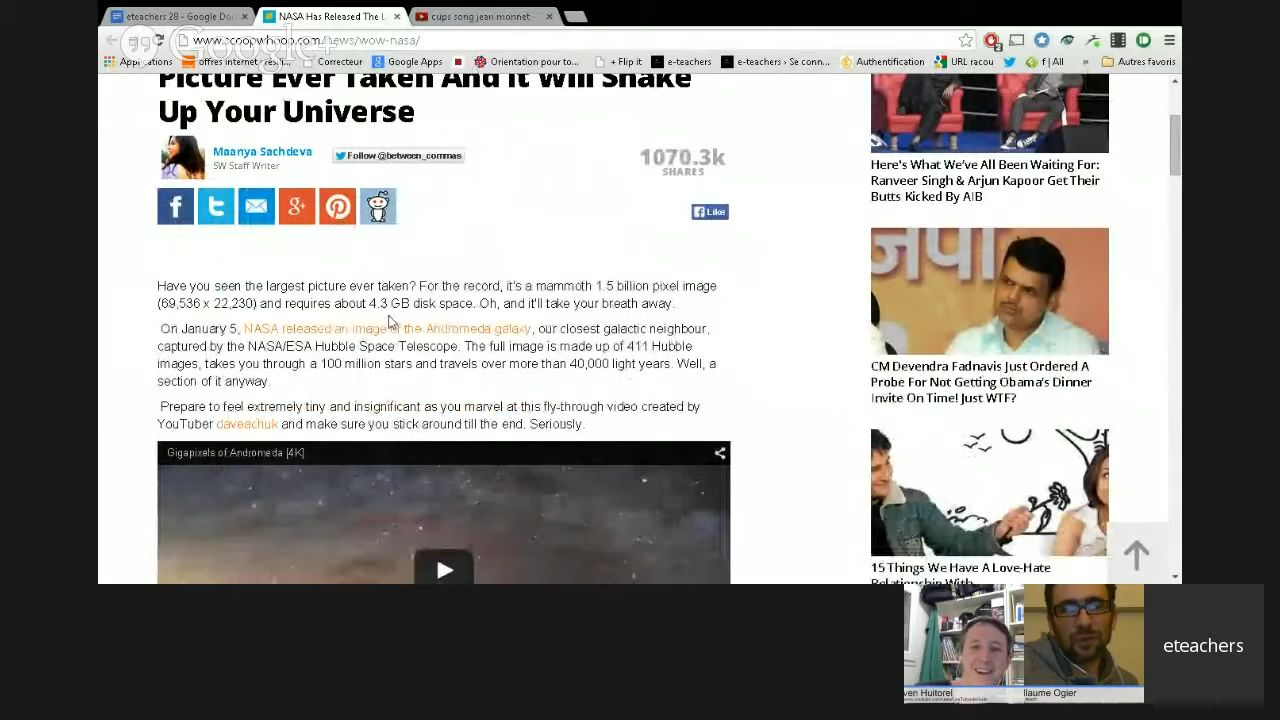 eteachers 28 - Google Do
NASA Has Released The L
cups song jean monnet -
Google+
www.scoopwhoop.com/news/wow-nasa/
Applications
offres internet
Correcteur
Google Apps
Orientation pour to...
+ Flip it
e-teachers
e-teachers › Se conn...
Authentification
URL racou
f | All
»
Autres favoris
Picture Ever Taken And It Will Shake
Up Your Universe
Maanya Sachdeva
SW Staff Writer
Follow @between_commas
1070.3k
SHARES
Like
Have you seen the largest picture ever taken? For the record, it's a mammoth 1.5 billion pixel image
(69,536 x 22,230) and requires about 4.3 GB disk space. Oh, and it'll take your breath away.
On January 5, NASA released an image of the Andromeda galaxy, our closest galactic neighbour,
captured by the NASA/ESA Hubble Space Telescope. The full image is made up of 411 Hubble
images, takes you through a 100 million stars and travels over more than 40,000 light years. Well, a
section of it anyway.
Prepare to feel extremely tiny and insignificant as you marvel at this fly-through video created by
YouTuber daveachuk and make sure you stick around till the end. Seriously.
Gigapixels of Andromeda [4K]
Here's What We've All Been Waiting For:
Ranveer Singh & Arjun Kapoor Get Their
Butts Kicked By AIB
भाजपा
CM Devendra Fadnavis Just Ordered A
Probe For Not Getting Obama's Dinner
Invite On Time! Just WTF?
15 Things We Have A Love-Hate
Relationship With
ven Huitorel
llaume Ogier
eteachers